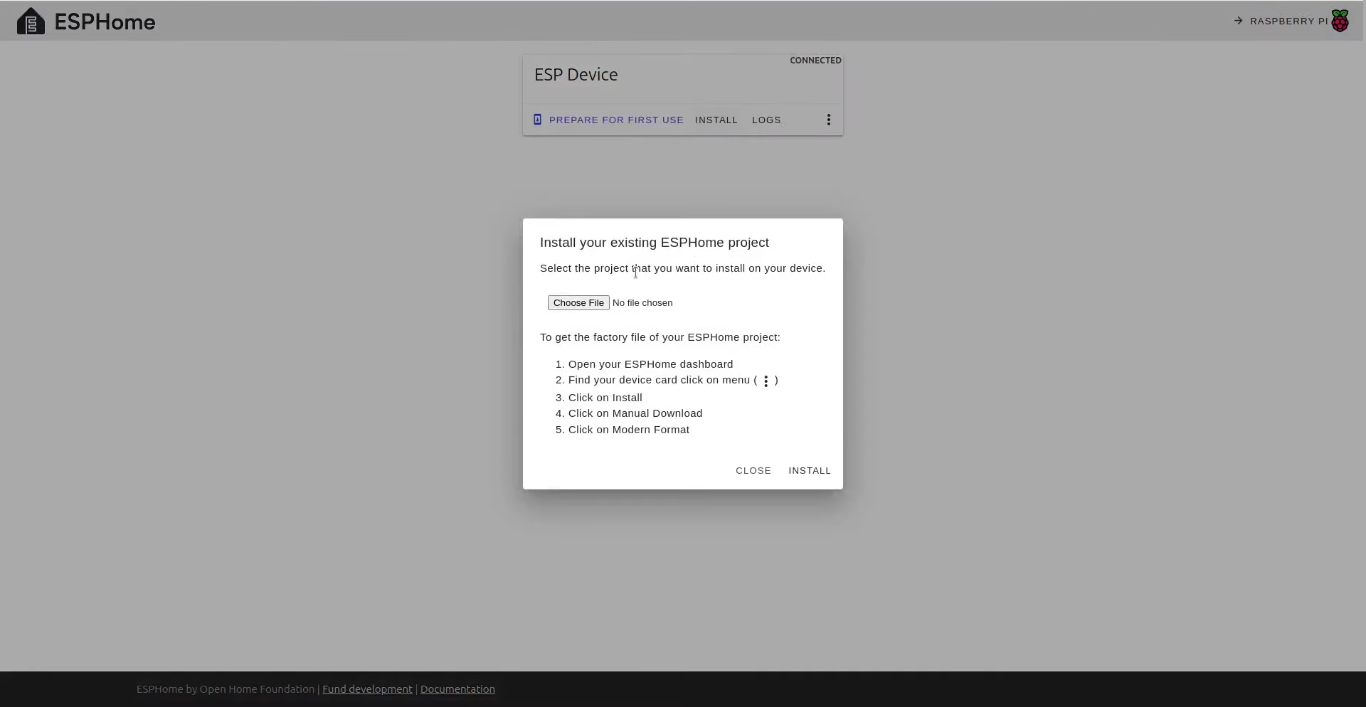 ESPHome
RASPBERRY PI
CONNECTED
ESP Device
PREPARE FOR FIRST USE INSTALL LOGS
Install your existing ESPHome project
Select the project that you want to install on your device.
Choose File No file chosen
To get the factory file of your ESPHome project:
1. Open your ESPHome dashboard
2. Find your device card click on menu ( ⋮ )
3. Click on Install
4. Click on Manual Download
5. Click on Modern Format
CLOSE INSTALL
ESPHome by Open Home Foundation | Fund development | Documentation